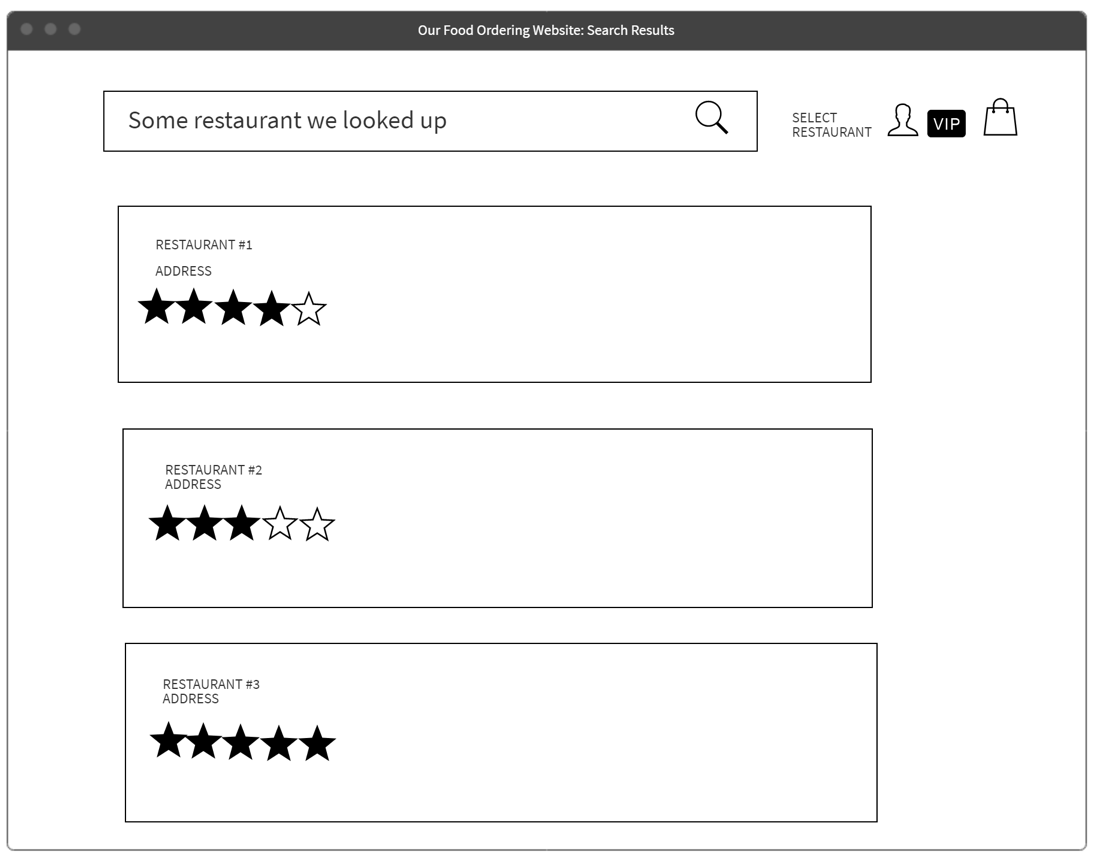 Our Food Ordering Website: Search Results
Some restaurant we looked up
SELECT
RESTAURANT
VIP
RESTAURANT #1
ADDRESS
RESTAURANT #2
ADDRESS
RESTAURANT #3
ADDRESS